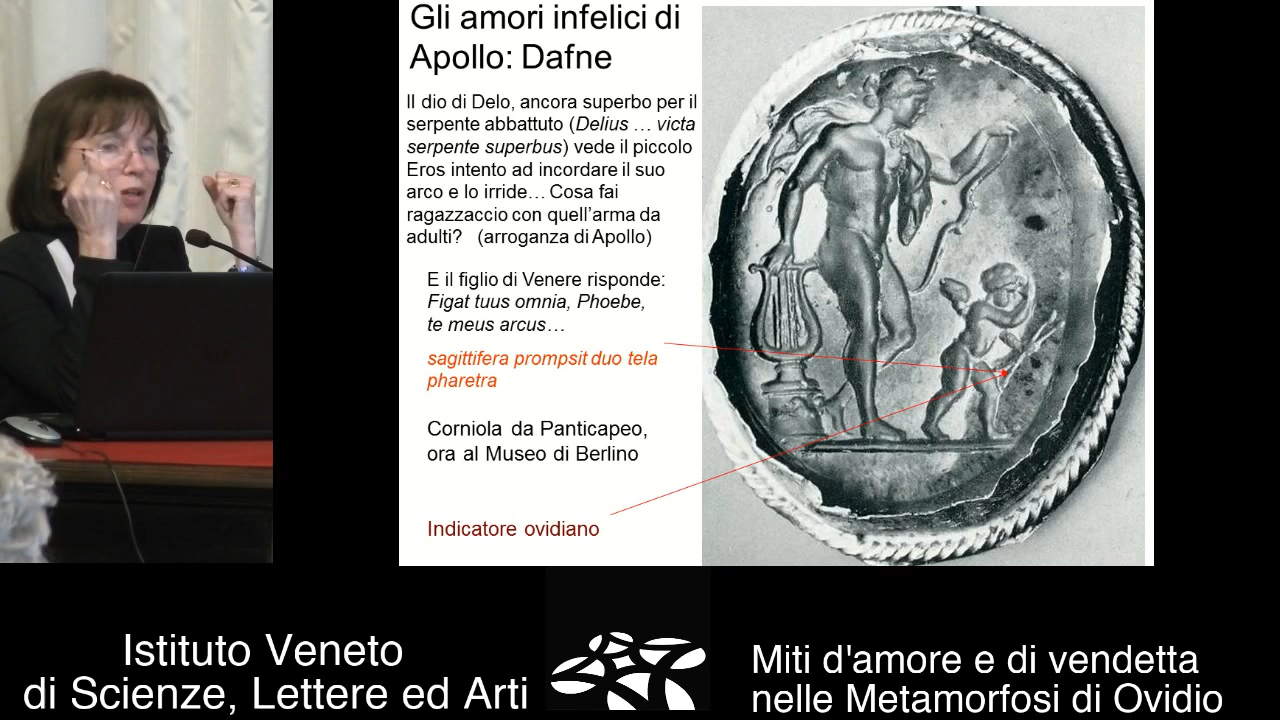 Gli amori infelici di
Apollo: Dafne
Il dio di Delo, ancora superbo per il
serpente abbattuto (Delius … victa
serpente superbus) vede il piccolo
Eros intento ad incordare il suo
arco e lo irride… Cosa fai
ragazzaccio con quell’arma da
adulti? (arroganza di Apollo)
E il figlio di Venere risponde:
Figat tuus omnia, Phoebe,
te meus arcus…
sagittifera prompsit duo tela
pharetra
Corniola da Panticapeo,
ora al Museo di Berlino
Indicatore ovidiano
Istituto Veneto
di Scienze, Lettere ed Arti
Miti d'amore e di vendetta
nelle Metamorfosi di Ovidio